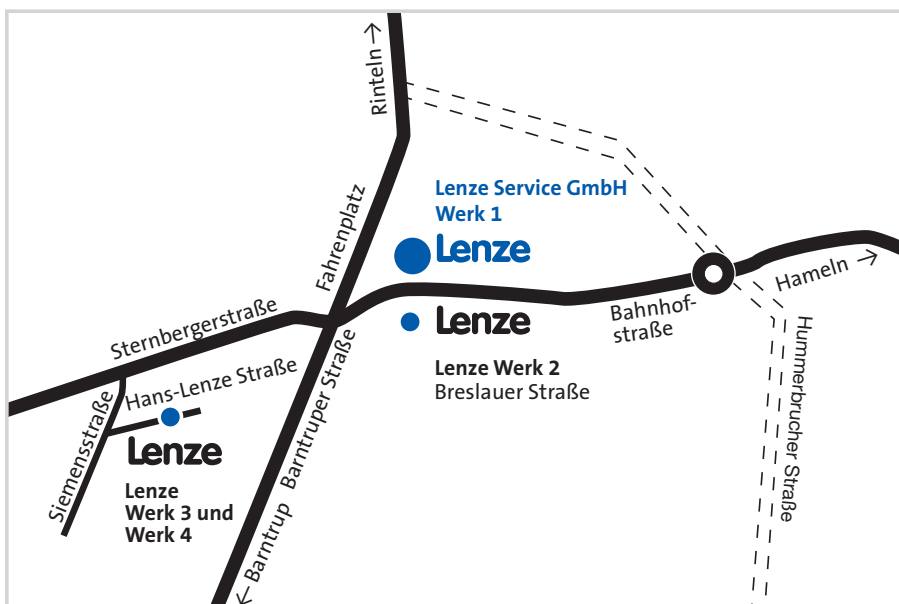 Rinteln →
Fahrenplatz
Lenze Service GmbH
Werk 1
Lenze
Hameln →
Bahnhof-
straße
Lenze
Lenze Werk 2
Breslauer Straße
Sternbergerstraße
Hans-Lenze Straße
Siemensstraße
Lenze
Lenze
Werk 3 und
Werk 4
← Barntrup Barntruper Straße
Hummerbrucher Straße